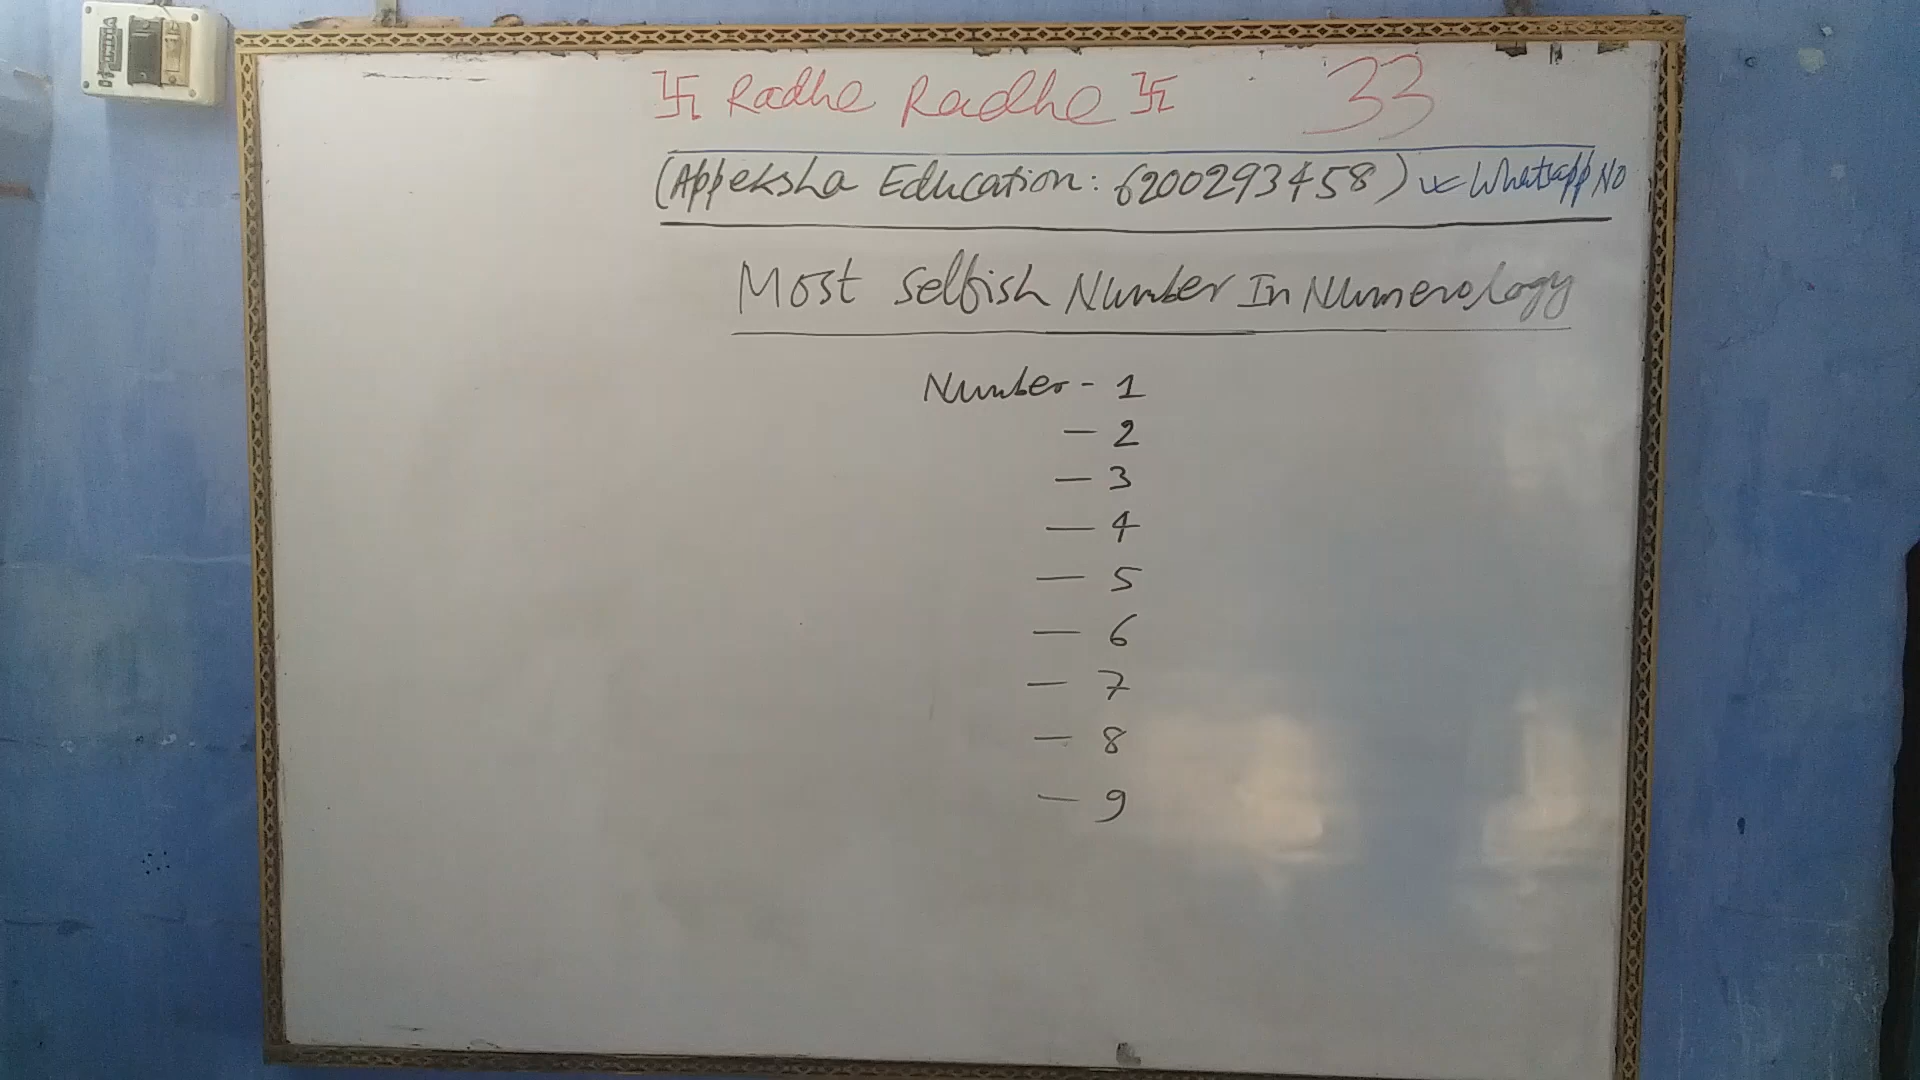 卐 Radhe Radhe 卐 33
(Appeksha Education: 6200293458) ← Whatsapp No
Most Selfish Number In Numerology
Number - 1
— 2
— 3
— 4
— 5
— 6
— 7
— 8
— 9